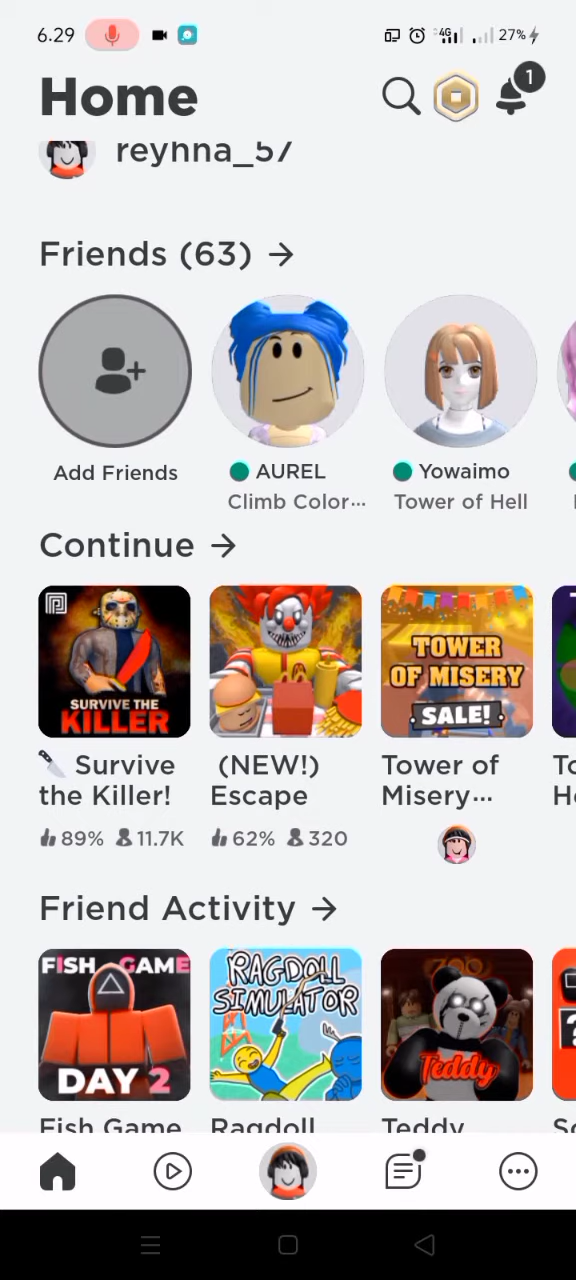 6.29
4G
27%
Home
1
reyhna_57
Friends (63) →
Add Friends
AUREL
Yowaimo
Climb Color...
Tower of Hell
Continue →
SURVIVE THE
KILLER
TOWER
OF MISERY
SALE!
🔪 Survive
the Killer!
(NEW!)
Escape
Tower of
Misery...
89%
11.7K
62%
320
Friend Activity →
FISH GAME
DAY 2
RAGDOLL
SIMULATOR
Teddy
Fish Game
Ragdoll
Teddy